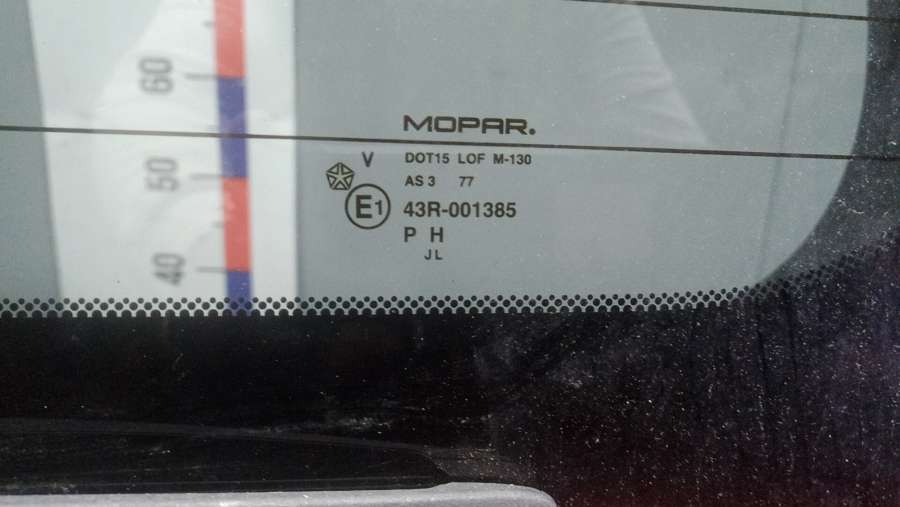 60
50
40
MOPAR.
V DOT15 LOF M-130
AS 3 77
E1 43R-001385
P H
JL